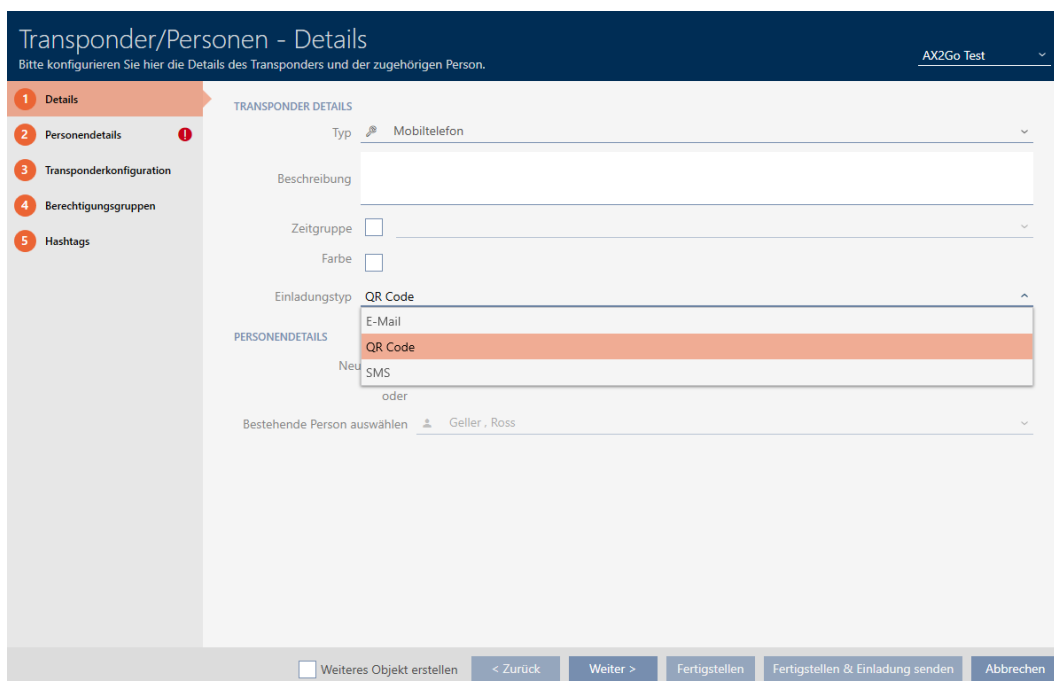 Transponder/Personen - Details
Bitte konfigurieren Sie hier die Details des Transponders und der zugehörigen Person.
AX2Go Test
1 Details
2 Personendetails
3 Transponderkonfiguration
4 Berechtigungsgruppen
5 Hashtags
TRANSPONDER DETAILS
Typ Mobiltelefon
Beschreibung
Zeitgruppe
Farbe
Einladungstyp QR Code
E-Mail
QR Code
SMS
PERSONENDETAILS
Neu
oder
Bestehende Person auswählen Geller , Ross
Weiteres Objekt erstellen < Zurück Weiter > Fertigstellen Fertigstellen & Einladung senden Abbrechen